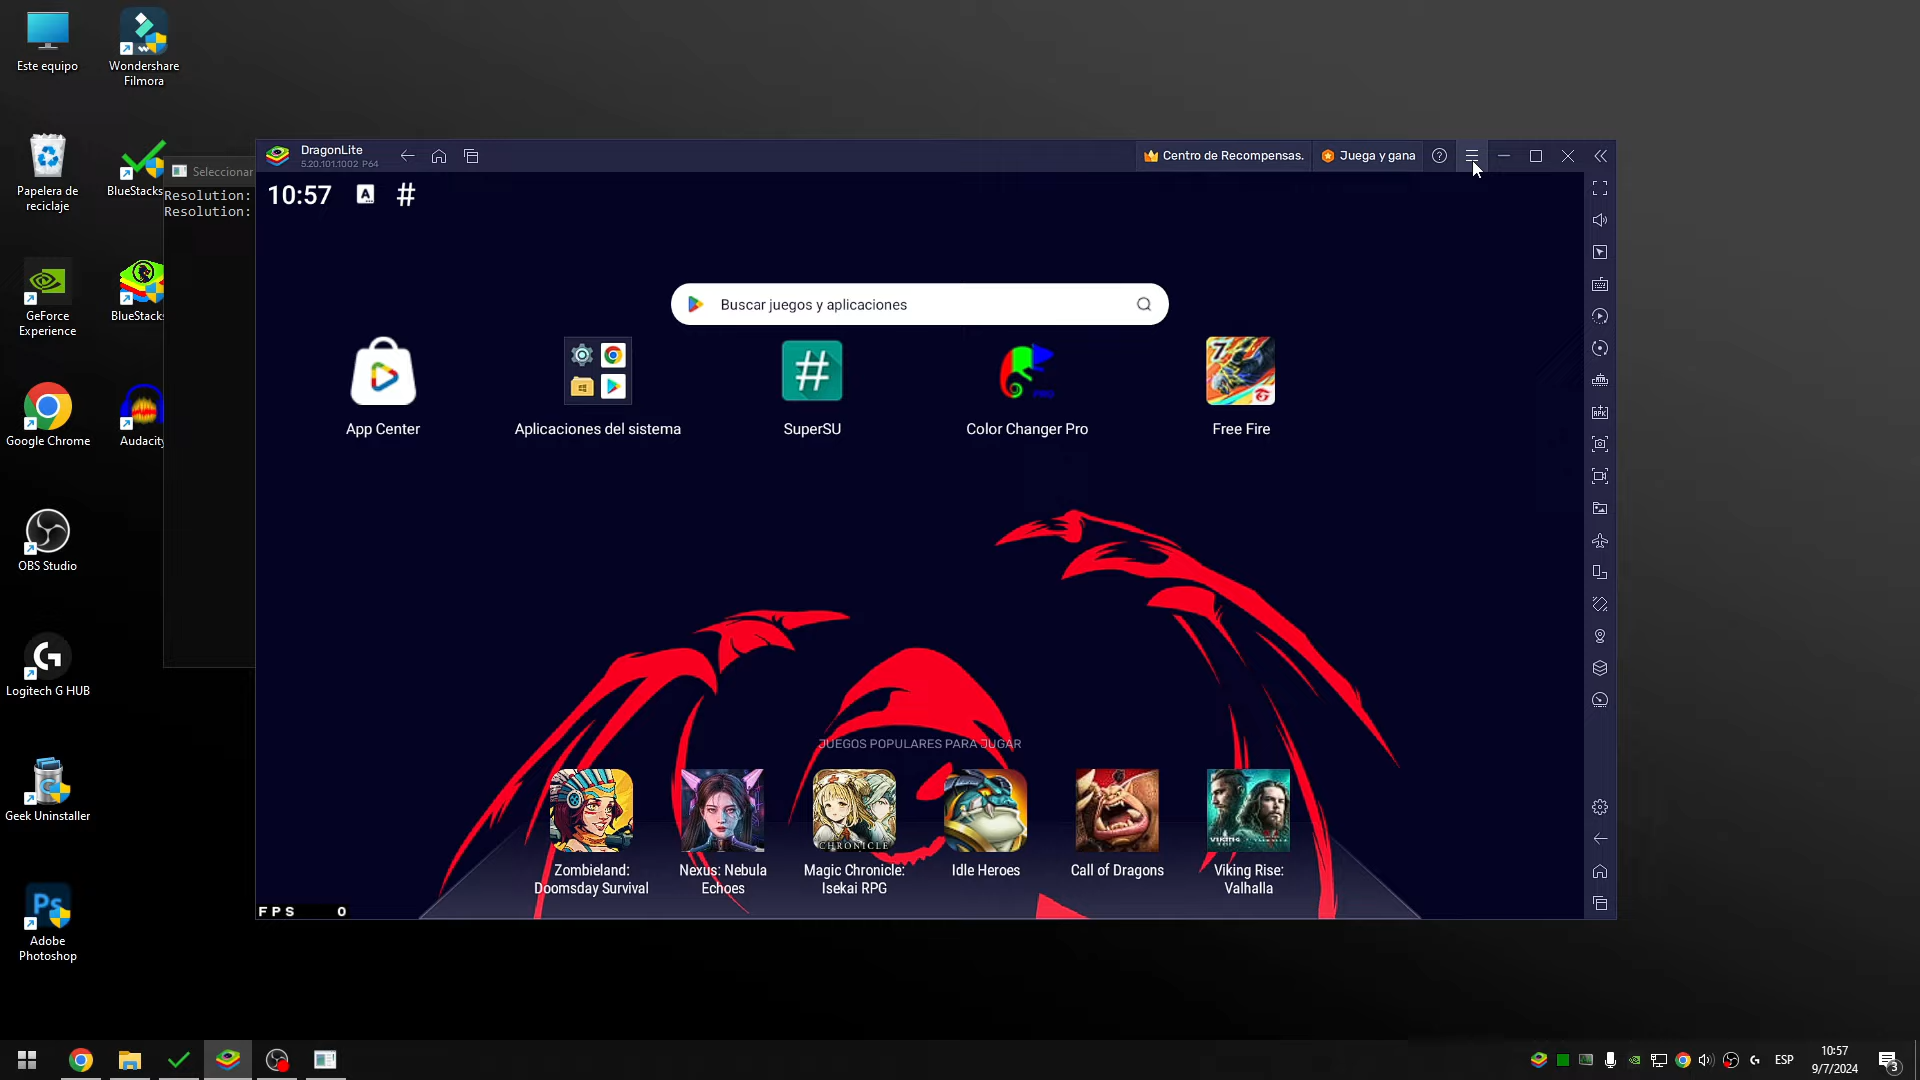 Este equipo
Wondershare
Filmora
Papelera de
reciclaje
BlueStacks
GeForce
Experience
BlueStack
Google Chrome
Audacity
OBS Studio
Logitech G HUB
Geek Uninstaller
Adobe
Photoshop
Seleccionar
Resolution:
Resolution:
DragonLite
5.20.101.1002 P64
Centro de Recompensas.
Juega y gana
10:57
Buscar juegos y aplicaciones
App Center
Aplicaciones del sistema
SuperSU
Color Changer Pro
Free Fire
JUEGOS POPULARES PARA JUGAR
Zombieland:
Doomsday Survival
Nexus: Nebula
Echoes
Magic Chronicle:
Isekai RPG
Idle Heroes
Call of Dragons
Viking Rise:
Valhalla
FPS 0
ESP
10:57
9/7/2024
3